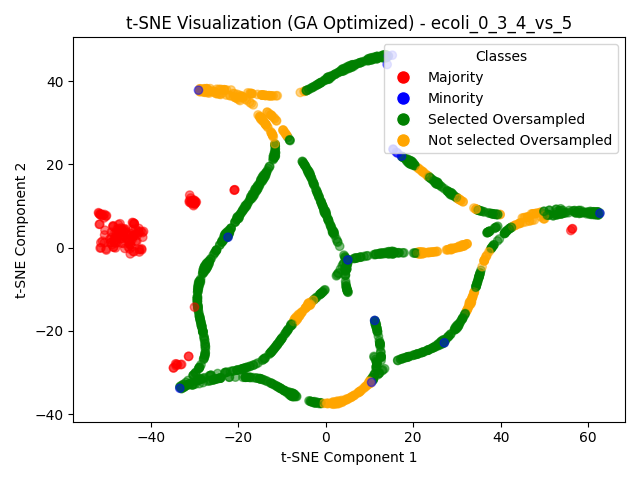 t-SNE Visualization (GA Optimized) - ecoli_0_3_4_vs_5
Classes
Majority
Minority
Selected Oversampled
Not selected Oversampled
40
20
0
−20
−40
t-SNE Component 2
−40 −20 0 20 40 60
t-SNE Component 1